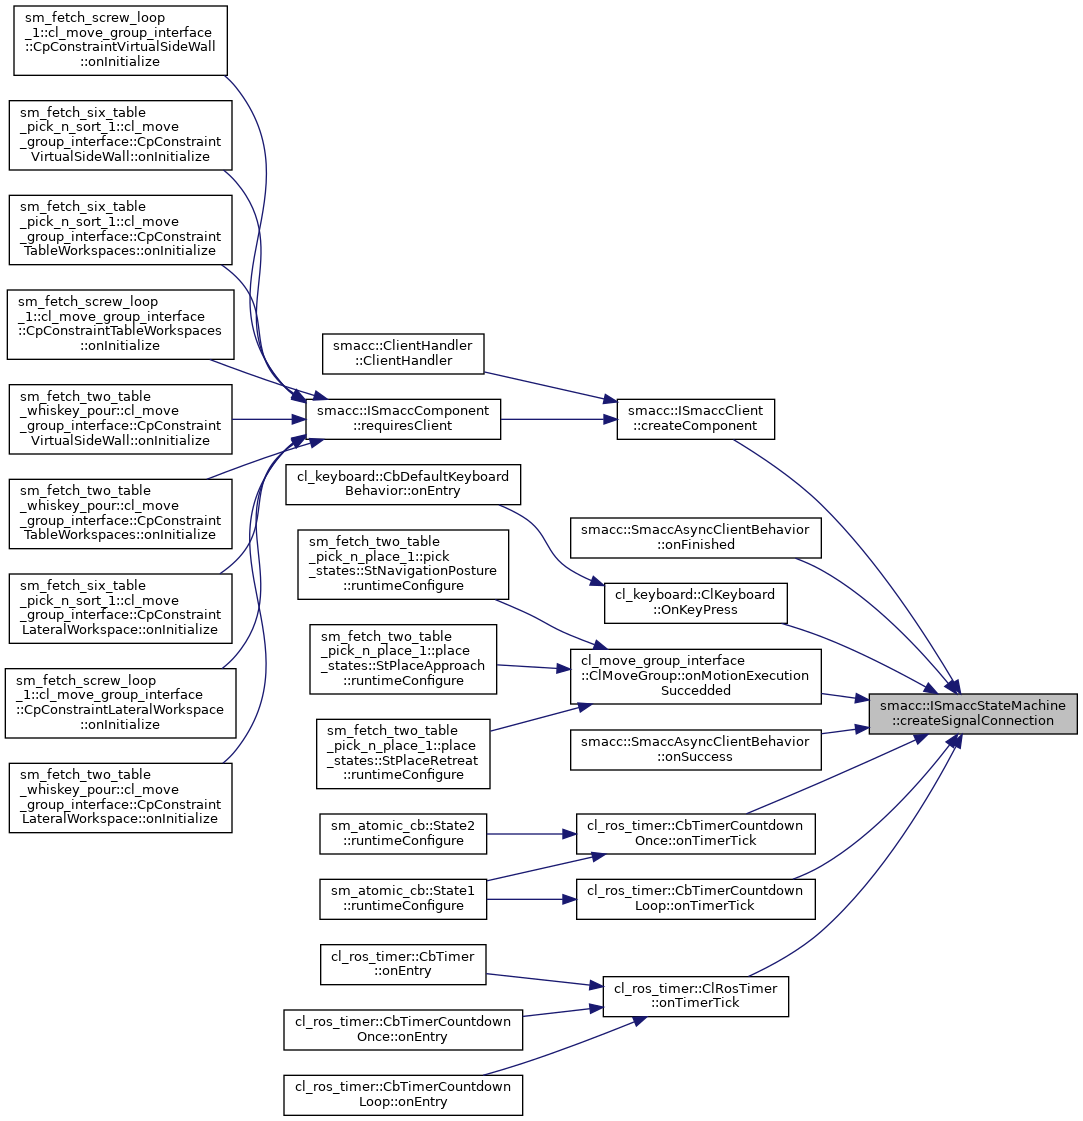 sm_fetch_screw_loop
_1::cl_move_group_interface
::CpConstraintVirtualSideWall
::onInitialize
sm_fetch_six_table
_pick_n_sort_1::cl_move
_group_interface::CpConstraint
VirtualSideWall::onInitialize
sm_fetch_six_table
_pick_n_sort_1::cl_move
_group_interface::CpConstraint
TableWorkspaces::onInitialize
sm_fetch_screw_loop
_1::cl_move_group_interface
::CpConstraintTableWorkspaces
::onInitialize
sm_fetch_two_table
_whiskey_pour::cl_move
_group_interface::CpConstraint
VirtualSideWall::onInitialize
sm_fetch_two_table
_whiskey_pour::cl_move
_group_interface::CpConstraint
TableWorkspaces::onInitialize
sm_fetch_six_table
_pick_n_sort_1::cl_move
_group_interface::CpConstraint
LateralWorkspace::onInitialize
sm_fetch_screw_loop
_1::cl_move_group_interface
::CpConstraintLateralWorkspace
::onInitialize
sm_fetch_two_table
_whiskey_pour::cl_move
_group_interface::CpConstraint
LateralWorkspace::onInitialize
smacc::ClientHandler
::ClientHandler
smacc::ISmaccComponent
::requiresClient
cl_keyboard::CbDefaultKeyboard
Behavior::onEntry
sm_fetch_two_table
_pick_n_place_1::pick
_states::StNavigationPosture
::runtimeConfigure
sm_fetch_two_table
_pick_n_place_1::place
_states::StPlaceApproach
::runtimeConfigure
sm_fetch_two_table
_pick_n_place_1::place
_states::StPlaceRetreat
::runtimeConfigure
sm_atomic_cb::State2
::runtimeConfigure
sm_atomic_cb::State1
::runtimeConfigure
cl_ros_timer::CbTimer
::onEntry
cl_ros_timer::CbTimerCountdown
Once::onEntry
cl_ros_timer::CbTimerCountdown
Loop::onEntry
smacc::ISmaccClient
::createComponent
smacc::SmaccAsyncClientBehavior
::onFinished
cl_keyboard::ClKeyboard
::OnKeyPress
cl_move_group_interface
::ClMoveGroup::onMotionExecution
Succedded
smacc::SmaccAsyncClientBehavior
::onSuccess
cl_ros_timer::CbTimerCountdown
Once::onTimerTick
cl_ros_timer::CbTimerCountdown
Loop::onTimerTick
cl_ros_timer::ClRosTimer
::onTimerTick
smacc::ISmaccStateMachine
::createSignalConnection